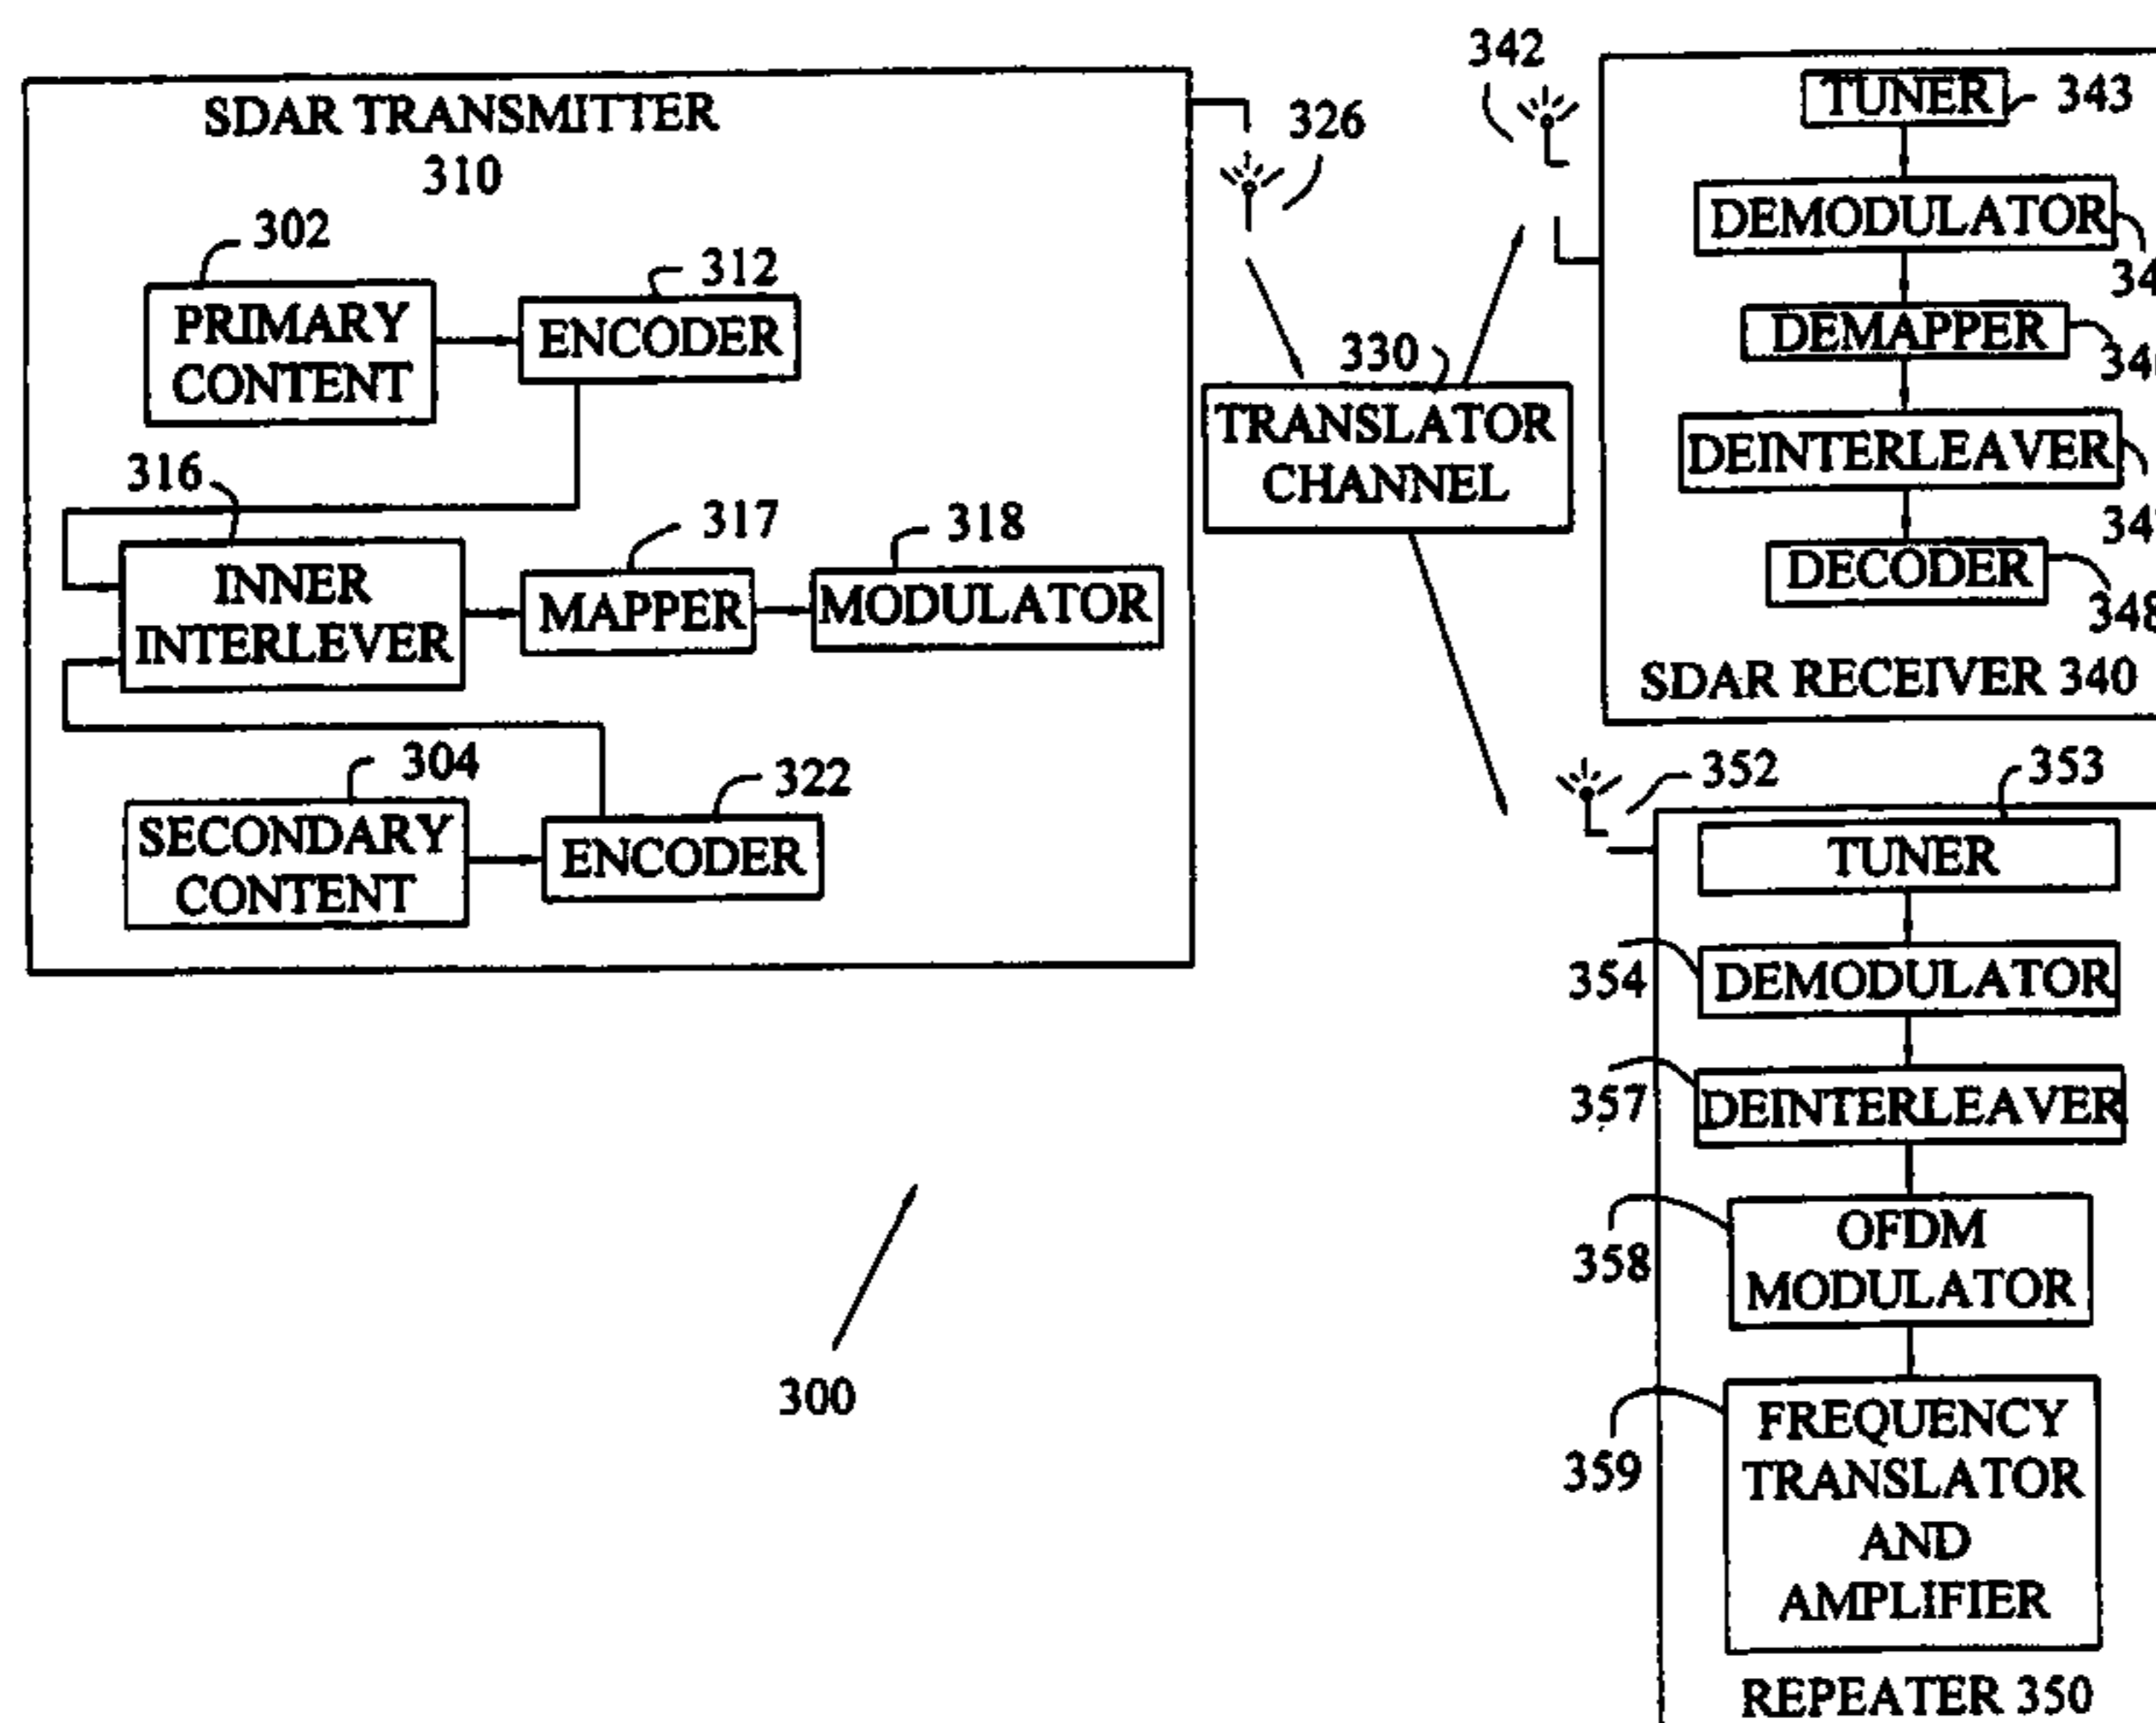 SDAR TRANSMITTER
310
302
PRIMARY
CONTENT
312
ENCODER
316
INNER
INTERLEVER
317
MAPPER
318
MODULATOR
304
SECONDARY
CONTENT
322
ENCODER
326
330
TRANSLATOR
CHANNEL
342
TUNER
343
DEMODULATOR
DEMAPPER
DEINTERLEAVER
DECODER
348
SDAR RECEIVER 340
352
353
TUNER
354
DEMODULATOR
357
DEINTERLEAVER
358
OFDM
MODULATOR
359
FREQUENCY
TRANSLATOR
AND
AMPLIFIER
REPEATER 350
300